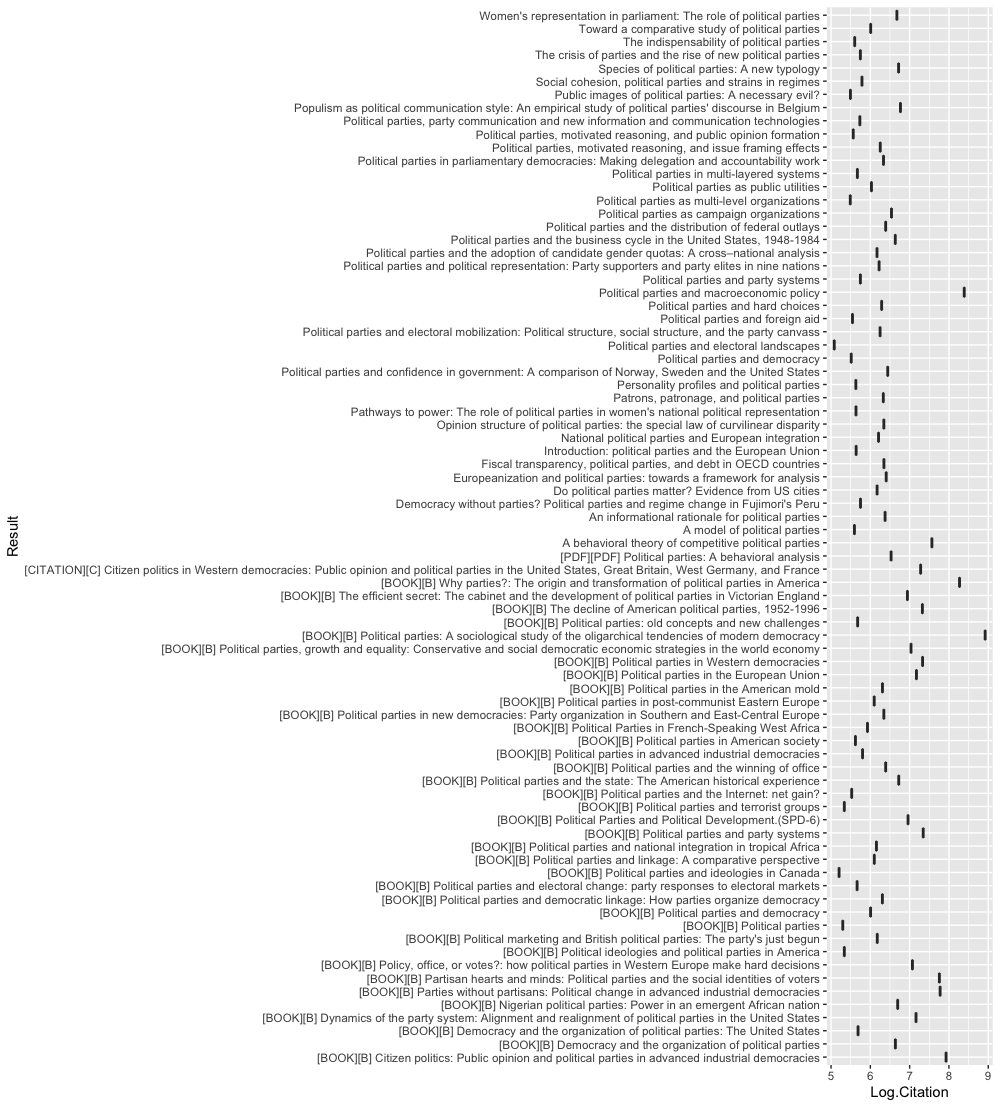 Women's representation in parliament: The role of political parties
Toward a comparative study of political parties
The indispensability of political parties
The crisis of parties and the rise of new political parties
Species of political parties: A new typology
Social cohesion, political parties and strains in regimes
Public images of political parties: A necessary evil?
Populism as political communication style: An empirical study of political parties' discourse in Belgium
Political parties, party communication and new information and communication technologies
Political parties, motivated reasoning, and public opinion formation
Political parties, motivated reasoning, and issue framing effects
Political parties in parliamentary democracies: Making delegation and accountability work
Political parties in multi-layered systems
Political parties as public utilities
Political parties as multi-level organizations
Political parties as campaign organizations
Political parties and the distribution of federal outlays
Political parties and the business cycle in the United States, 1948-1984
Political parties and the adoption of candidate gender quotas: A cross–national analysis
Political parties and political representation: Party supporters and party elites in nine nations
Political parties and party systems
Political parties and macroeconomic policy
Political parties and hard choices
Political parties and foreign aid
Political parties and electoral mobilization: Political structure, social structure, and the party canvass
Political parties and electoral landscapes
Political parties and democracy
Political parties and confidence in government: A comparison of Norway, Sweden and the United States
Personality profiles and political parties
Patrons, patronage, and political parties
Pathways to power: The role of political parties in women's national political representation
Opinion structure of political parties: the special law of curvilinear disparity
National political parties and European integration
Introduction: political parties and the European Union
Fiscal transparency, political parties, and debt in OECD countries
Europeanization and political parties: towards a framework for analysis
Do political parties matter? Evidence from US cities
Democracy without parties? Political parties and regime change in Fujimori's Peru
An informational rationale for political parties
A model of political parties
A behavioral theory of competitive political parties
[PDF][PDF] Political parties: A behavioral analysis
[CITATION][C] Citizen politics in Western democracies: Public opinion and political parties in the United States, Great Britain, West Germany, and France
[BOOK][B] Why parties?: The origin and transformation of political parties in America
[BOOK][B] The efficient secret: The cabinet and the development of political parties in Victorian England
[BOOK][B] The decline of American political parties, 1952-1996
[BOOK][B] Political parties: old concepts and new challenges
[BOOK][B] Political parties: A sociological study of the oligarchical tendencies of modern democracy
[BOOK][B] Political parties, growth and equality: Conservative and social democratic economic strategies in the world economy
[BOOK][B] Political parties in Western democracies
[BOOK][B] Political parties in the European Union
[BOOK][B] Political parties in the American mold
[BOOK][B] Political parties in post-communist Eastern Europe
[BOOK][B] Political parties in new democracies: Party organization in Southern and East-Central Europe
[BOOK][B] Political Parties in French-Speaking West Africa
[BOOK][B] Political parties in American society
[BOOK][B] Political parties in advanced industrial democracies
[BOOK][B] Political parties and the winning of office
[BOOK][B] Political parties and the state: The American historical experience
[BOOK][B] Political parties and the Internet: net gain?
[BOOK][B] Political parties and terrorist groups
[BOOK][B] Political Parties and Political Development.(SPD-6)
[BOOK][B] Political parties and party systems
[BOOK][B] Political parties and national integration in tropical Africa
[BOOK][B] Political parties and linkage: A comparative perspective
[BOOK][B] Political parties and ideologies in Canada
[BOOK][B] Political parties and electoral change: party responses to electoral markets
[BOOK][B] Political parties and democratic linkage: How parties organize democracy
[BOOK][B] Political parties and democracy
[BOOK][B] Political parties
[BOOK][B] Political marketing and British political parties: The party's just begun
[BOOK][B] Political ideologies and political parties in America
[BOOK][B] Policy, office, or votes?: how political parties in Western Europe make hard decisions
[BOOK][B] Partisan hearts and minds: Political parties and the social identities of voters
[BOOK][B] Parties without partisans: Political change in advanced industrial democracies
[BOOK][B] Nigerian political parties: Power in an emergent African nation
[BOOK][B] Dynamics of the party system: Alignment and realignment of political parties in the United States
[BOOK][B] Democracy and the organization of political parties: The United States
[BOOK][B] Democracy and the organization of political parties
[BOOK][B] Citizen politics: Public opinion and political parties in advanced industrial democracies
Result
5 6 7 8 9
Log.Citation